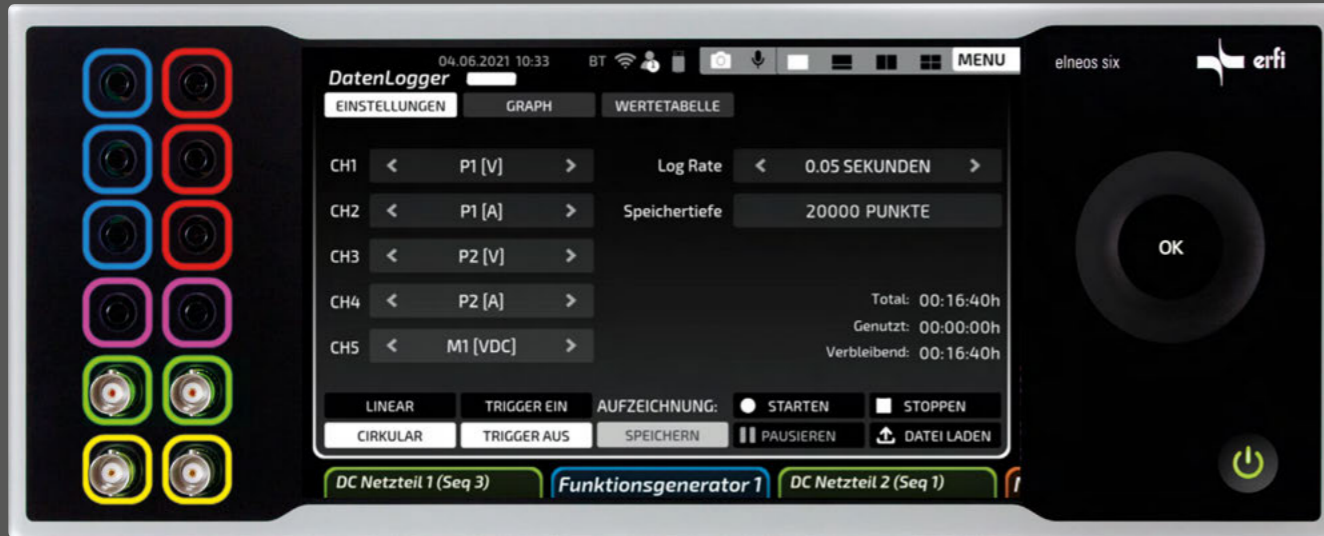 04.06.2021 10:33 BT MENU
DatenLogger
EINSTELLUNGEN GRAPH WERTETABELLE
CH1 < P1 [V] > Log Rate < 0.05 SEKUNDEN >
CH2 < P1 [A] > Speichertiefe 20000 PUNKTE
CH3 < P2 [V] >
CH4 < P2 [A] > Total: 00:16:40h
Genutzt: 00:00:00h
CH5 < M1 [VDC] > Verbleibend: 00:16:40h
LINEAR TRIGGER EIN AUFZEICHNUNG: STARTEN STOPPEN
CIRKULAR TRIGGER AUS SPEICHERN PAUSIEREN DATEI LADEN
DC Netzteil 1 (Seq 3) Funktionsgenerator 1 DC Netzteil 2 (Seq 1)
elneos six erfi
OK